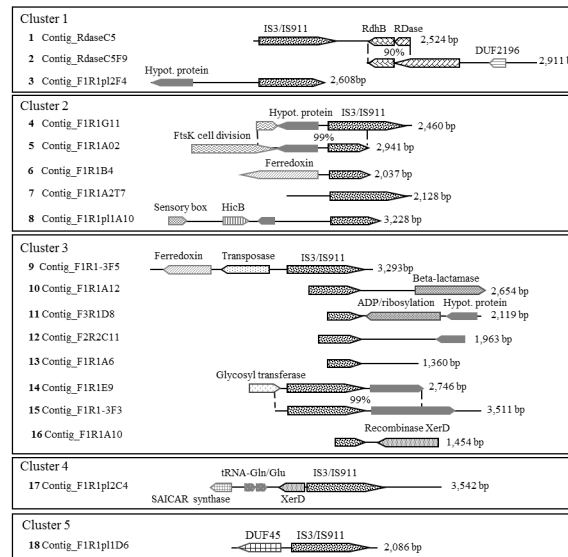 Cluster 1
IS3/IS911 RdhB RDase
1 Contig_RdaseC5 2,524 bp
90% DUF2196
2 Contig_RdaseC5F9 2,911 bp
Hypot. protein
3 Contig_F1R1pl2F4 2,608bp
Cluster 2
Hypot. protein IS3/IS911
4 Contig_F1R1G11 2,460 bp
FtsK cell division 99%
5 Contig_F1R1A02 2,941 bp
Ferredoxin
6 Contig_F1R1B4 2,037 bp
7 Contig_F1R1A2T7 2,128 bp
Sensory box HicB
8 Contig_F1R1pl1A10 3,228 bp
Cluster 3
Ferredoxin Transposase IS3/IS911
9 Contig_F1R1-3F5 3,293bp
Beta-lactamase
10 Contig_F1R1A12 2,654 bp
ADP/ribosylation Hypot. protein
11 Contig_F3R1D8 2,119 bp
12 Contig_F2R2C11 1,963 bp
13 Contig_F1R1A6 1,360 bp
Glycosyl transferase
14 Contig_F1R1E9 2,746 bp
99%
15 Contig_F1R1-3F3 3,511 bp
Recombinase XerD
16 Contig_F1R1A10 1,454 bp
Cluster 4
tRNA-Gln/Glu IS3/IS911
17 Contig_F1R1pl2C4 3,542 bp
SAICAR synthase XerD
Cluster 5
DUF45 IS3/IS911
18 Contig_F1R1pl1D6 2,086 bp